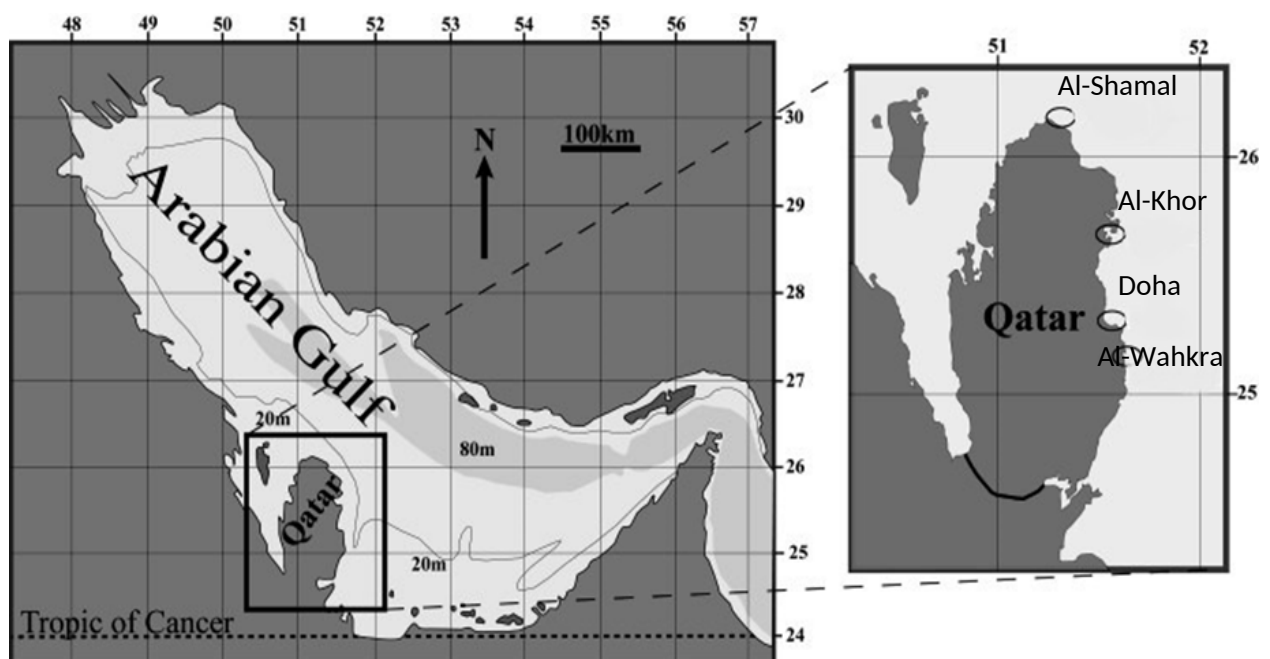 48 49 50 51 52 53 54 55 56 57
30
29
28
27
26
25
24
N
100km
Arabian Gulf
20m
80m
Qatar
20m
Tropic of Cancer
51 52
Al-Shamal
26
Al-Khor
Doha
Qatar
Al-Wahkra
25